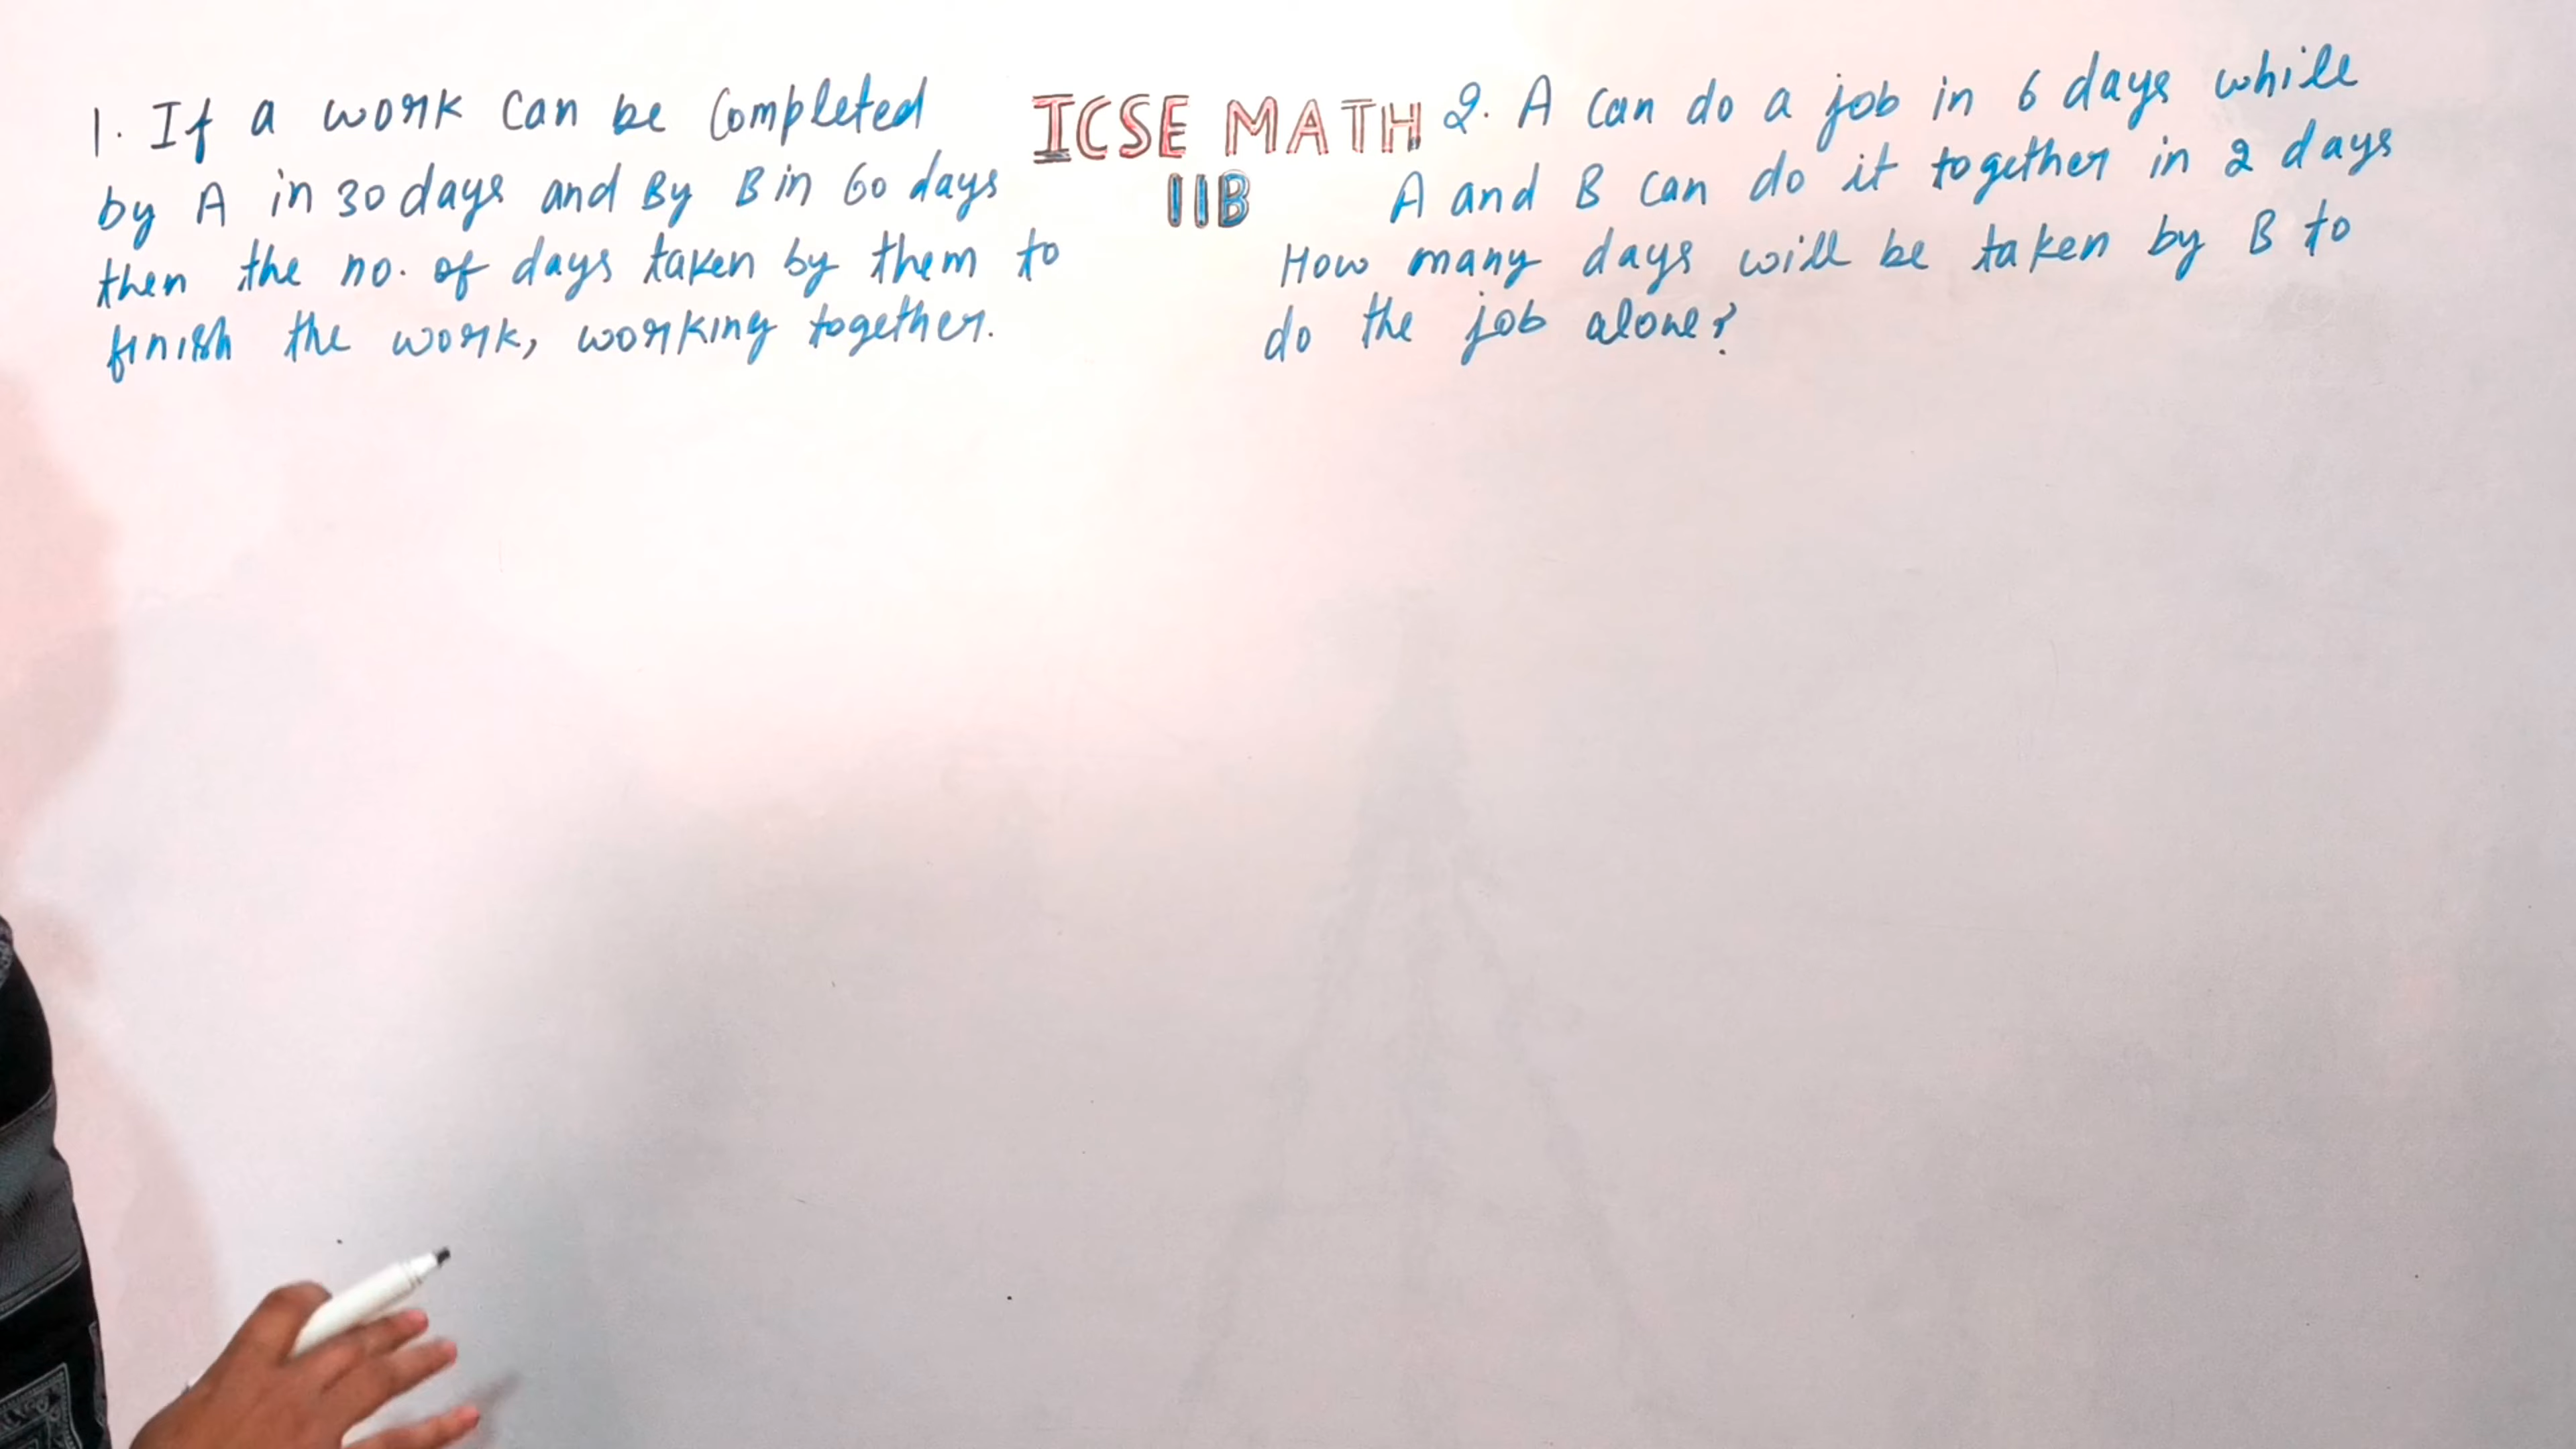 1. If a work can be Completed
by A in 30 days and By B in 60 days
then the no. of days taken by them to
finish the work, working together.
ICSE MATH
11B
2. A can do a job in 6 days while
A and B can do it together in 2 days
How many days will be taken by B to
do the job alone?